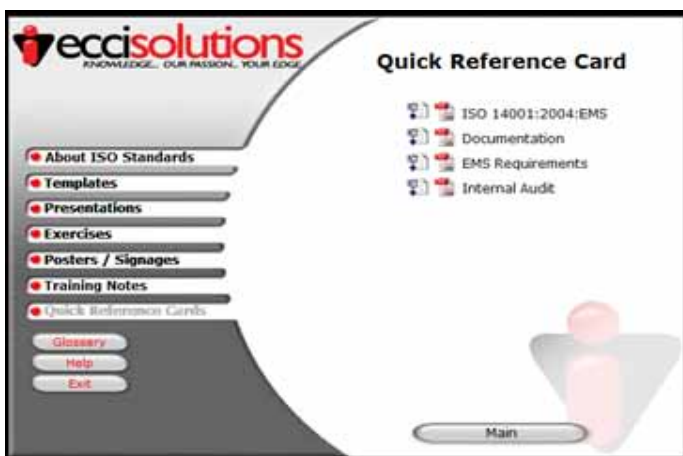 eccisolutions
KNOWLEDGE... OUR PASSION... YOUR EDGE
Quick Reference Card
ISO 14001:2004:EMS
Documentation
EMS Requirements
Internal Audit
About ISO Standards
Templates
Presentations
Exercises
Posters / Signages
Training Notes
Quick Reference Cards
Glossary
Help
Exit
Main